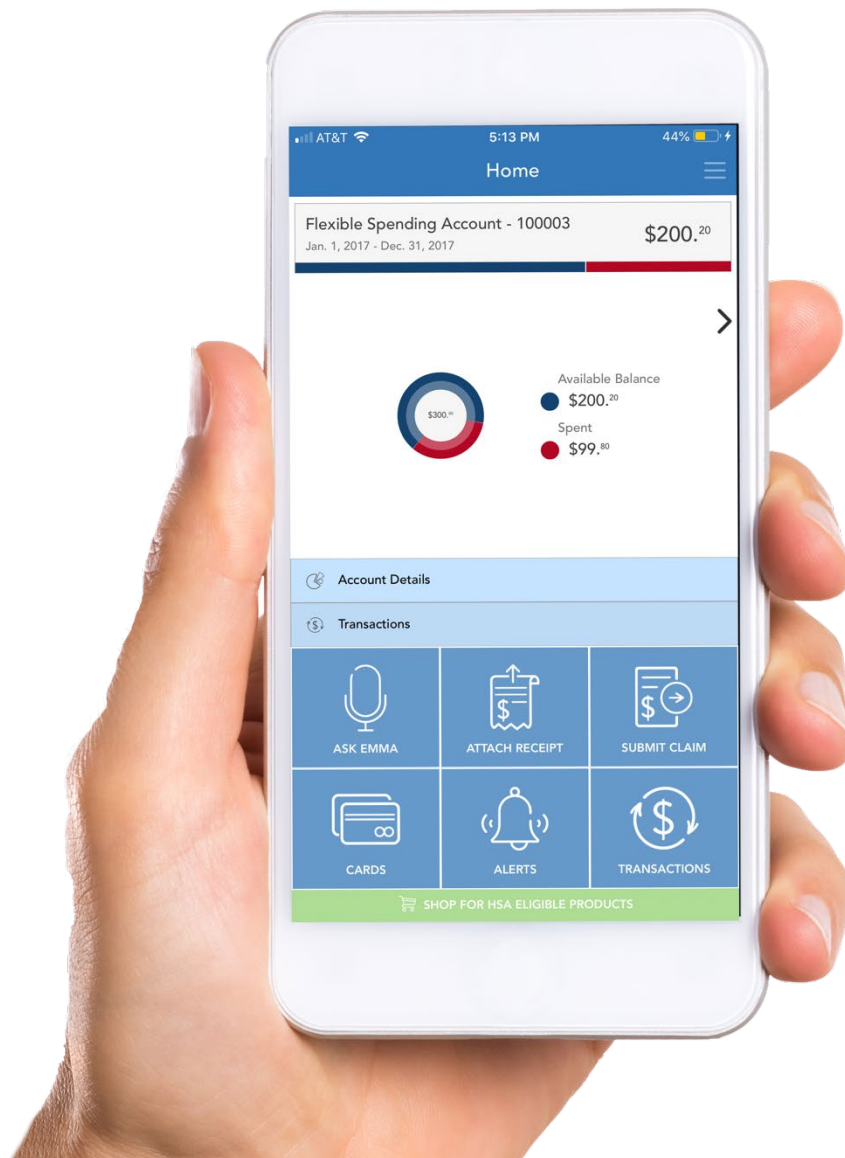 AT&T 5:13 PM 44%
Home
Flexible Spending Account - 100003
$200.20
Jan. 1, 2017 - Dec. 31, 2017
Available Balance
$200.20
$300.00
Spent
$99.80
Account Details
Transactions
ASK EMMA ATTACH RECEIPT SUBMIT CLAIM
CARDS ALERTS TRANSACTIONS
SHOP FOR HSA ELIGIBLE PRODUCTS